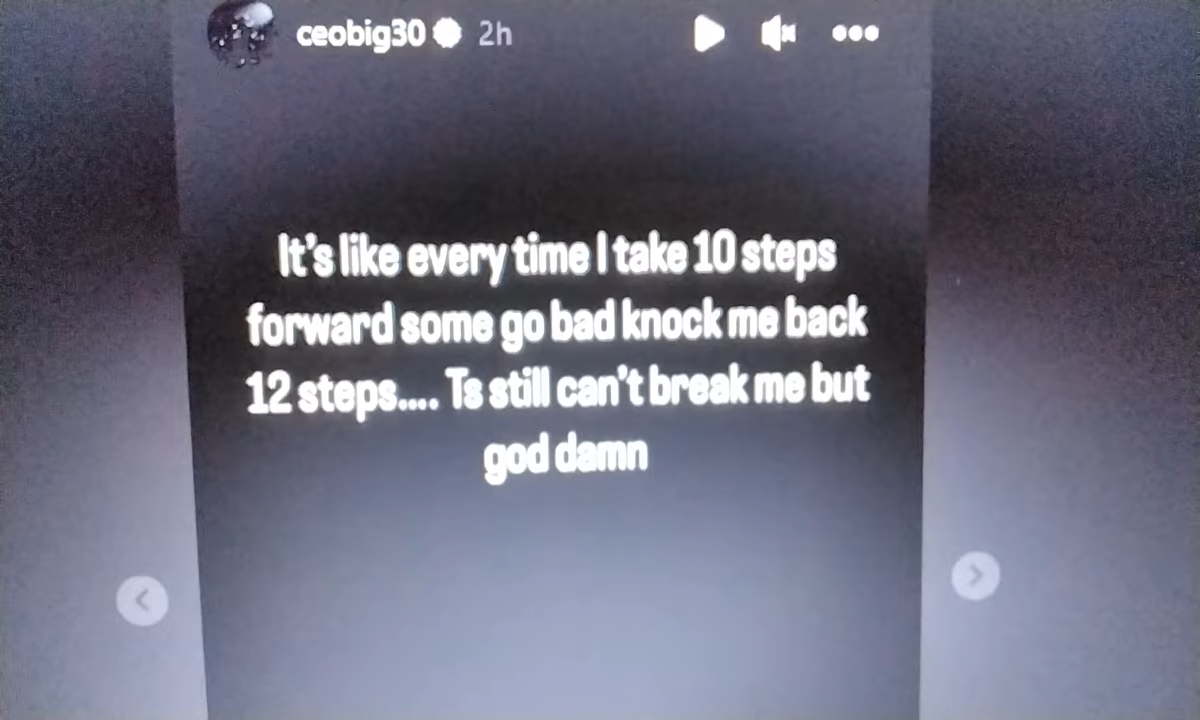 ceobig30 2h
It's like every time I take 10 steps
forward some go bad knock me back
12 steps.... Ts still can't break me but
god damn